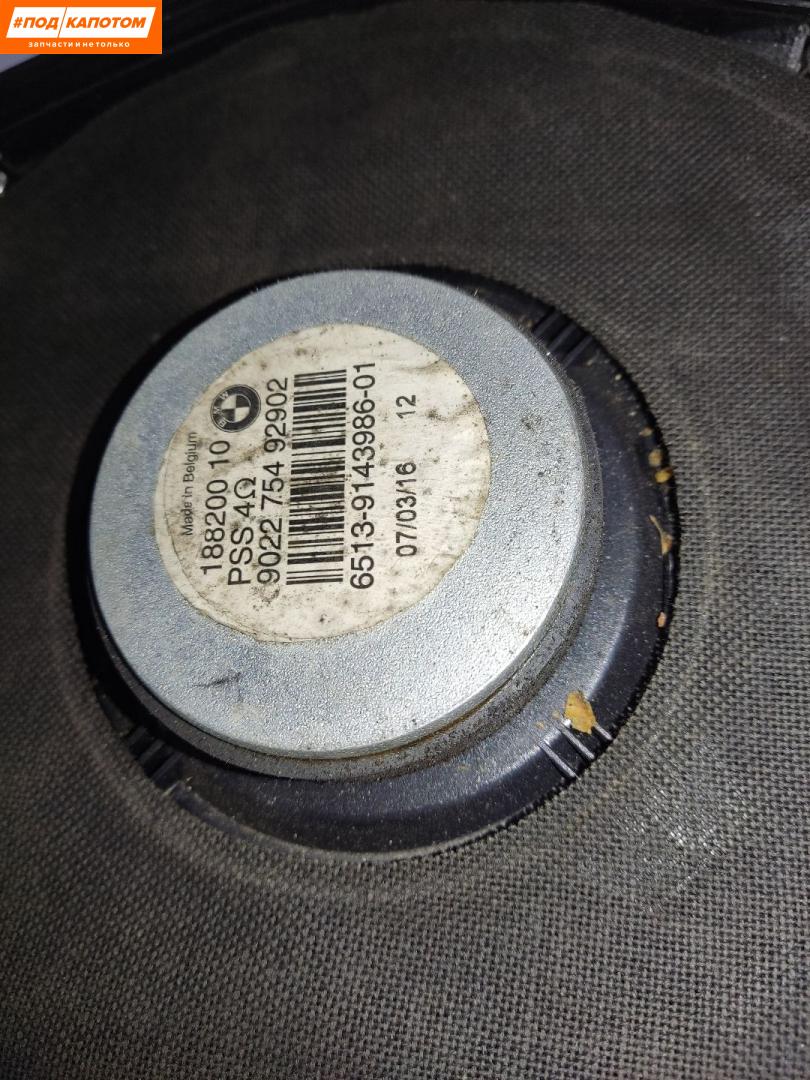 #ПОД КАПОТОМ
запчасти и не только
Made in Belgium
188200 10
PSS 4Ω
9022 754 92902
6513-9143986-01
07/03/16 12